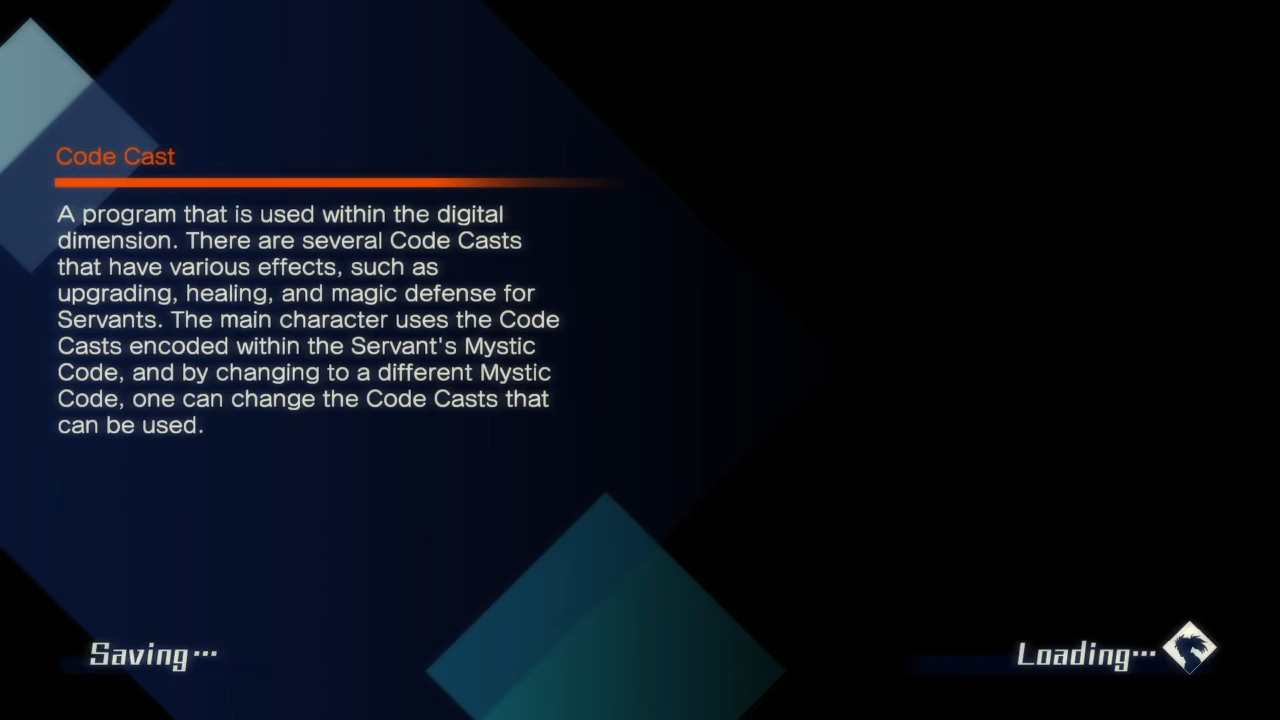 Code Cast
A program that is used within the digital
dimension. There are several Code Casts
that have various effects, such as
upgrading, healing, and magic defense for
Servants. The main character uses the Code
Casts encoded within the Servant's Mystic
Code, and by changing to a different Mystic
Code, one can change the Code Casts that
can be used.
Saving…
Loading…